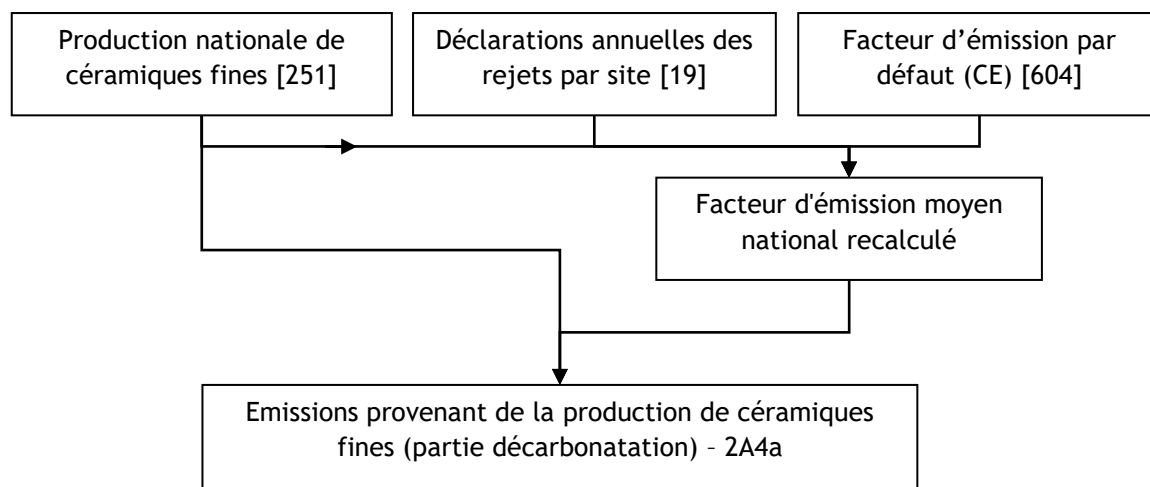 Production nationale de
céramiques fines [251]
Déclarations annuelles des
rejets par site [19]
Facteur d’émission par
défaut (CE) [604]
Facteur d'émission moyen
national recalculé
Emissions provenant de la production de céramiques
fines (partie décarbonatation) – 2A4a